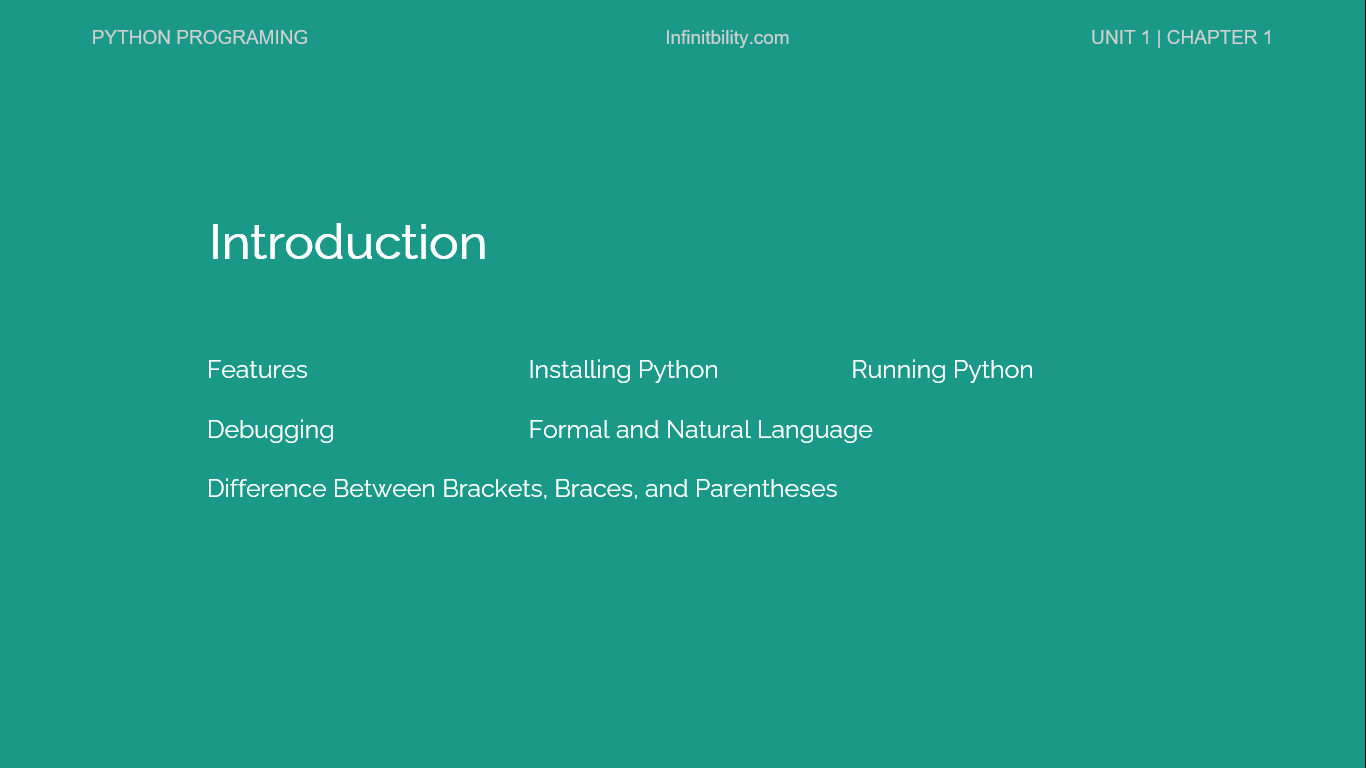 PYTHON PROGRAMING Infinitbility.com UNIT 1 | CHAPTER 1
Introduction
Features Installing Python Running Python
Debugging Formal and Natural Language
Difference Between Brackets, Braces, and Parentheses